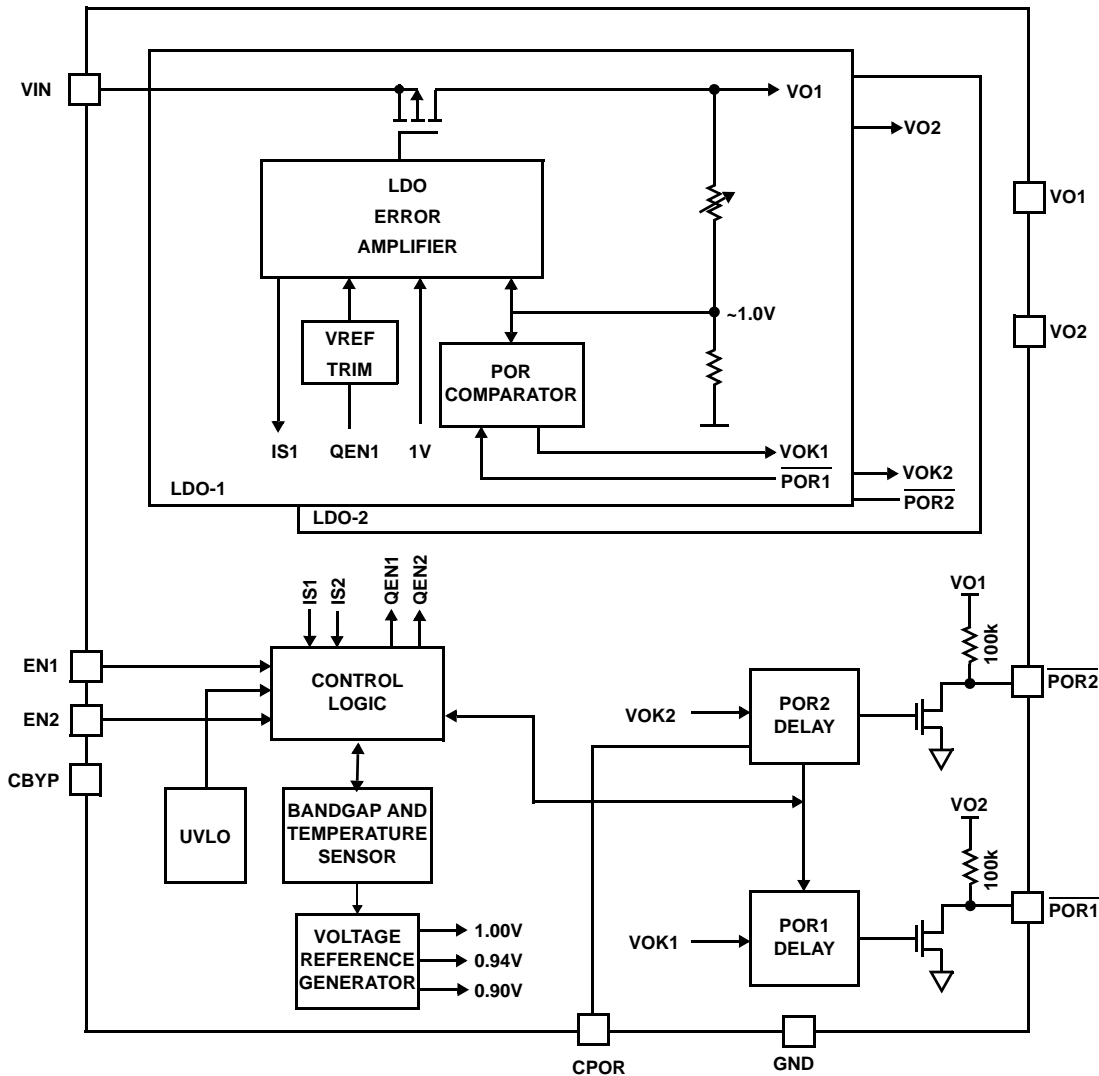 VIN
VO1
VO2
VO1
VO2
LDO
ERROR
AMPLIFIER
~1.0V
VREF
TRIM
POR
COMPARATOR
IS1
QEN1
1V
VOK1
POR1
VOK2
POR2
LDO-1
LDO-2
IS1
IS2
QEN1
QEN2
EN1
EN2
CBYP
CONTROL
LOGIC
UVLO
BANDGAP AND
TEMPERATURE
SENSOR
VOLTAGE
REFERENCE
GENERATOR
1.00V
0.94V
0.90V
VO1
100k
POR2
VOK2
POR2
DELAY
VO2
100k
POR1
VOK1
POR1
DELAY
CPOR
GND